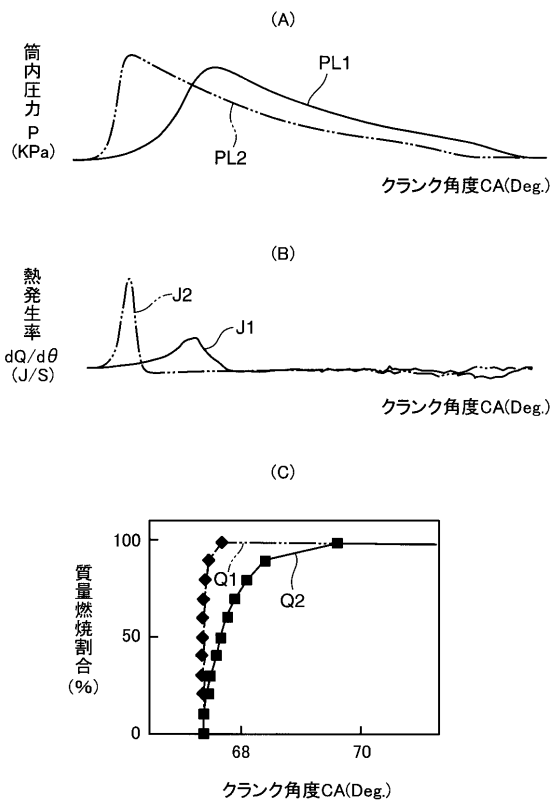 (A)
筒内圧力
P
(KPa)
PL1
PL2
クランク角度CA(Deg.)
(B)
熱発生率
dQ/dθ
(J/S)
J2
J1
クランク角度CA(Deg.)
(C)
質量燃焼割合
(%)
100
50
0
Q1
Q2
68
70
クランク角度CA(Deg.)